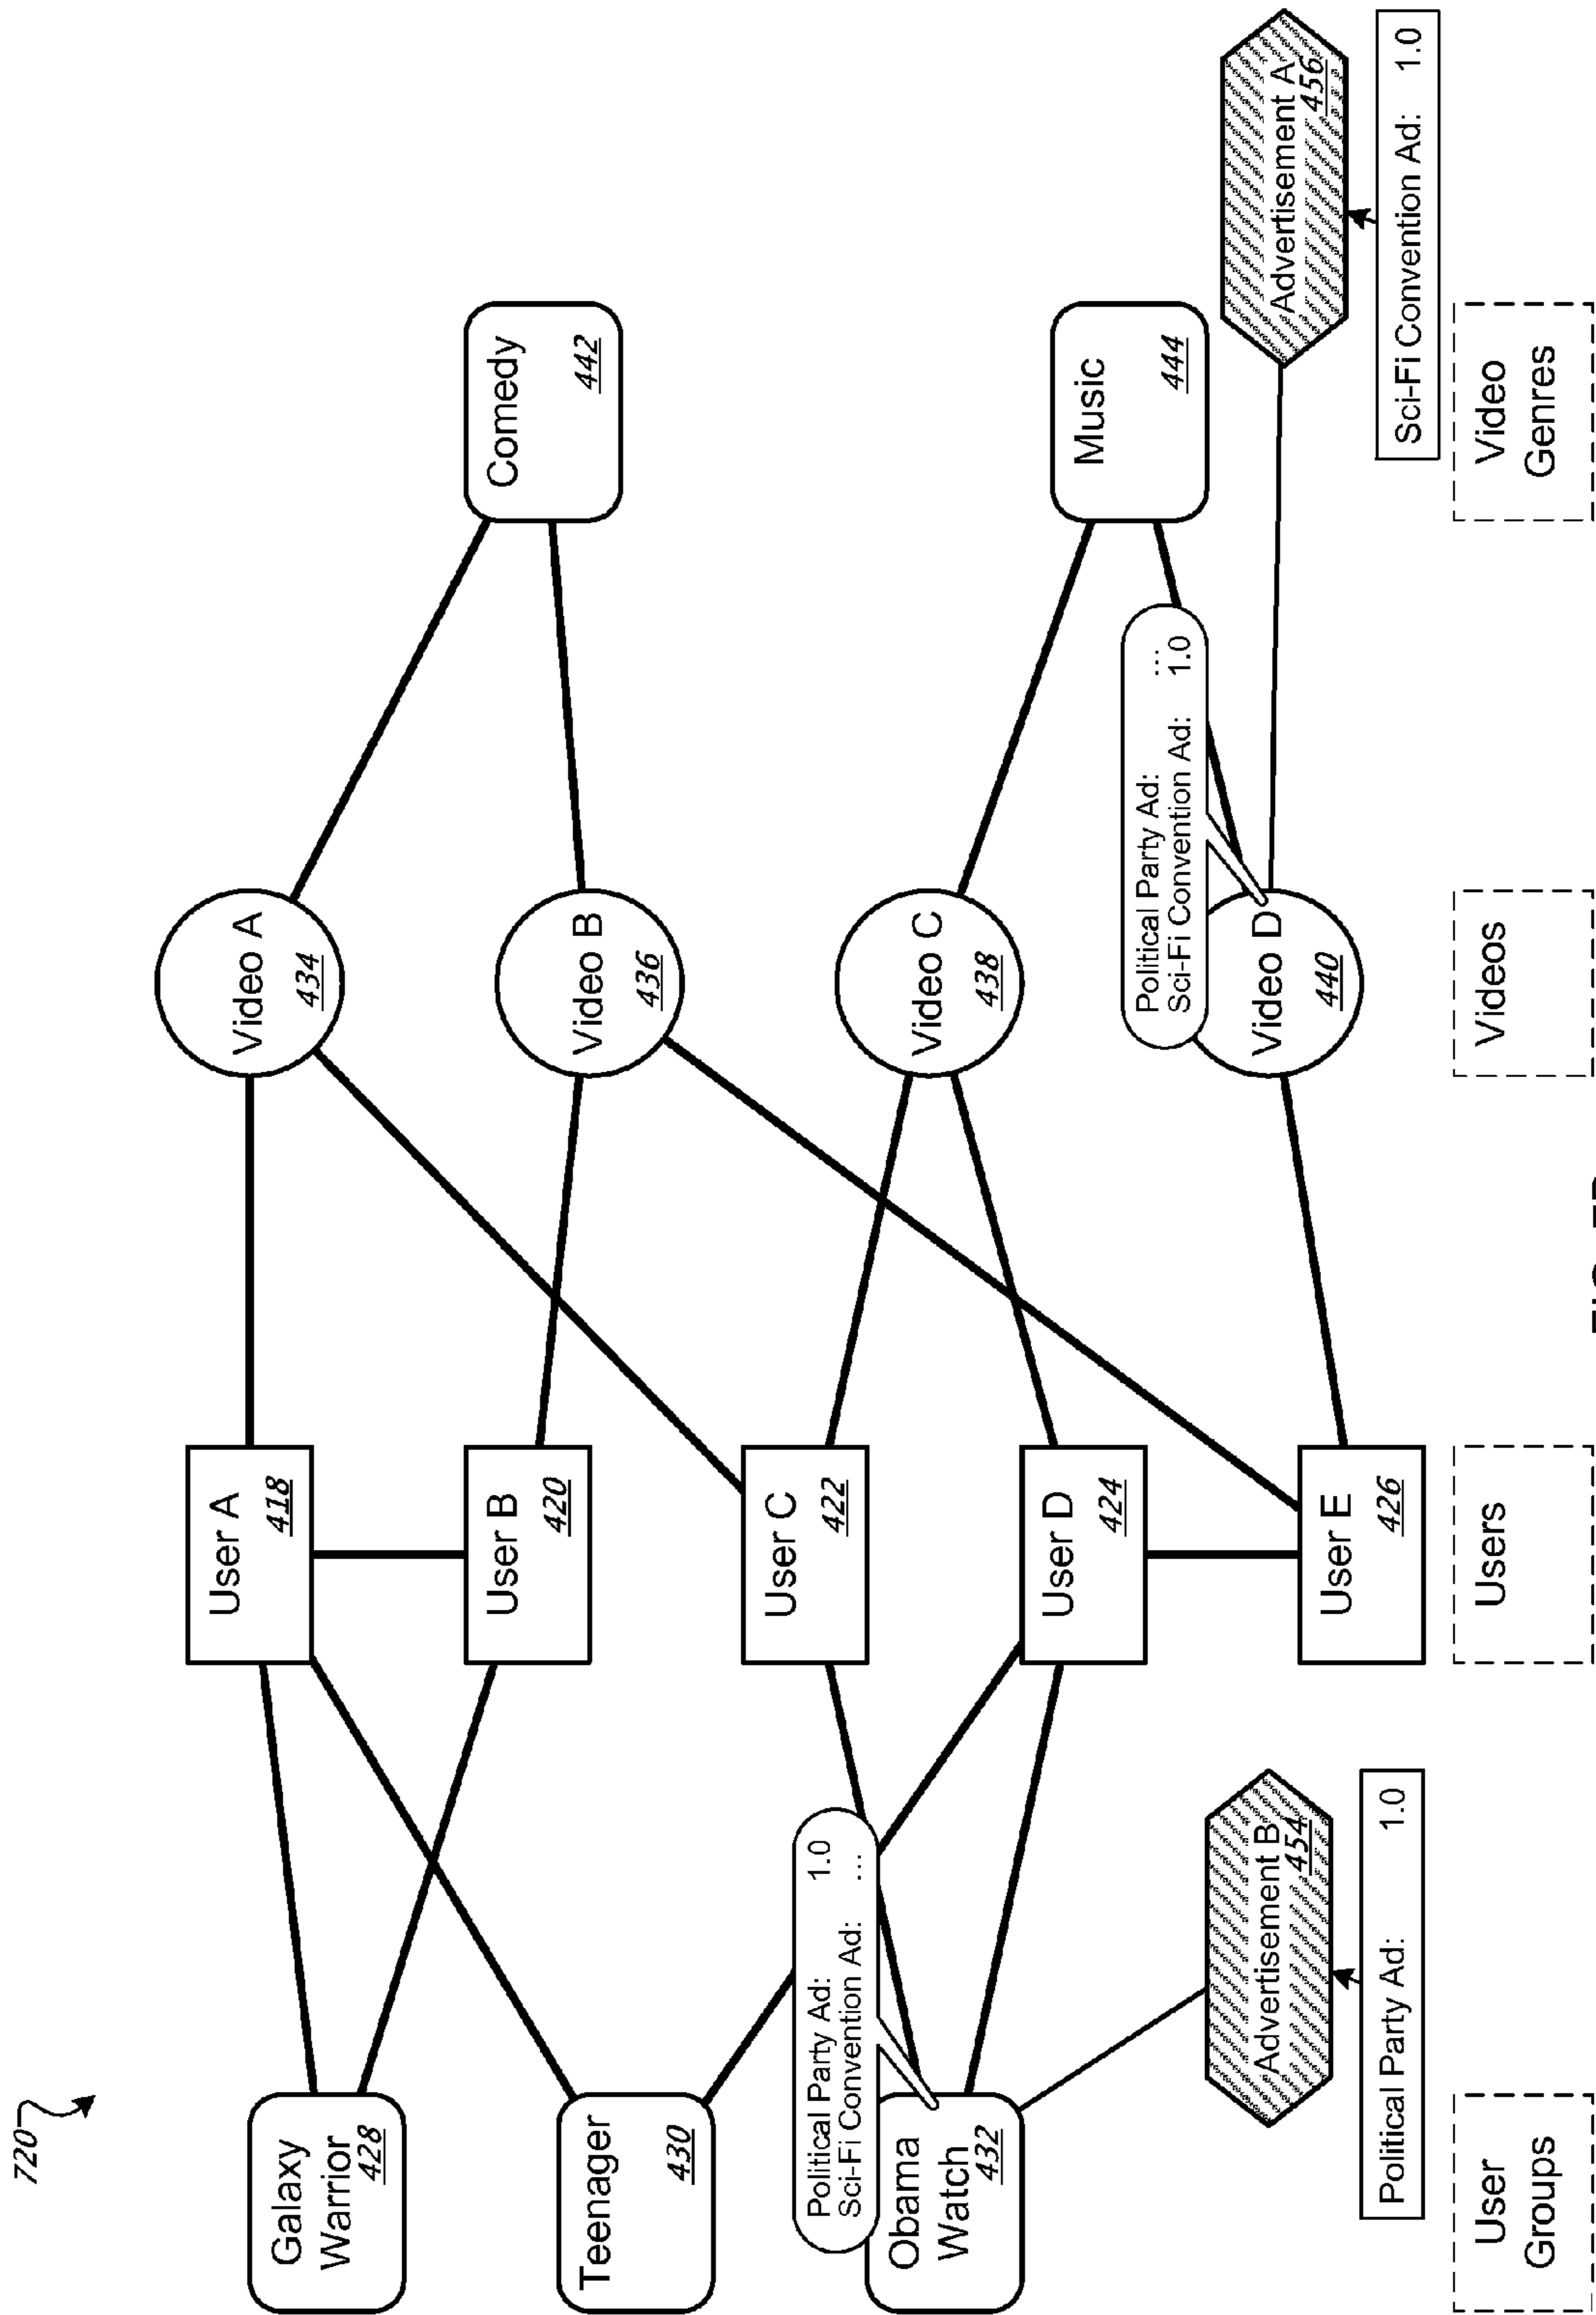 720
Galaxy
Warrior
428
Teenager
430
Obama
Watch
432
Political Party Ad: 1.0
Sci-Fi Convention Ad: ...
Advertisement B
454
Political Party Ad: 1.0
User
Groups
User A
418
User B
420
User C
422
User D
424
User E
426
Users
Video A
434
Video B
436
Video C
438
Video D
440
Political Party Ad: ...
Sci-Fi Convention Ad: 1.0
Videos
Comedy
442
Music
444
Advertisement A
456
Sci-Fi Convention Ad: 1.0
Video
Genres